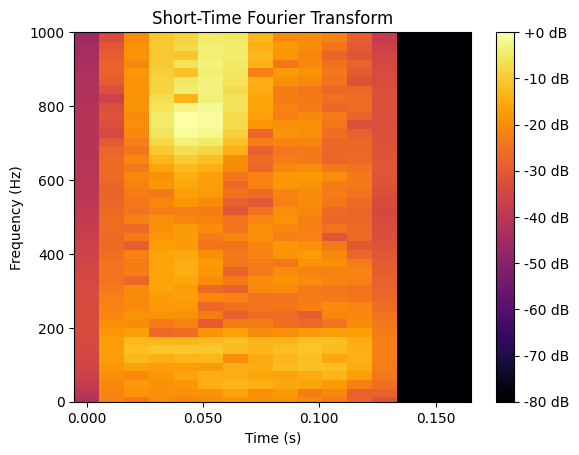 Short-Time Fourier Transform
1000
800
600
400
200
0
Frequency (Hz)
0.000
0.050
0.100
0.150
Time (s)
+0 dB
-10 dB
-20 dB
-30 dB
-40 dB
-50 dB
-60 dB
-70 dB
-80 dB